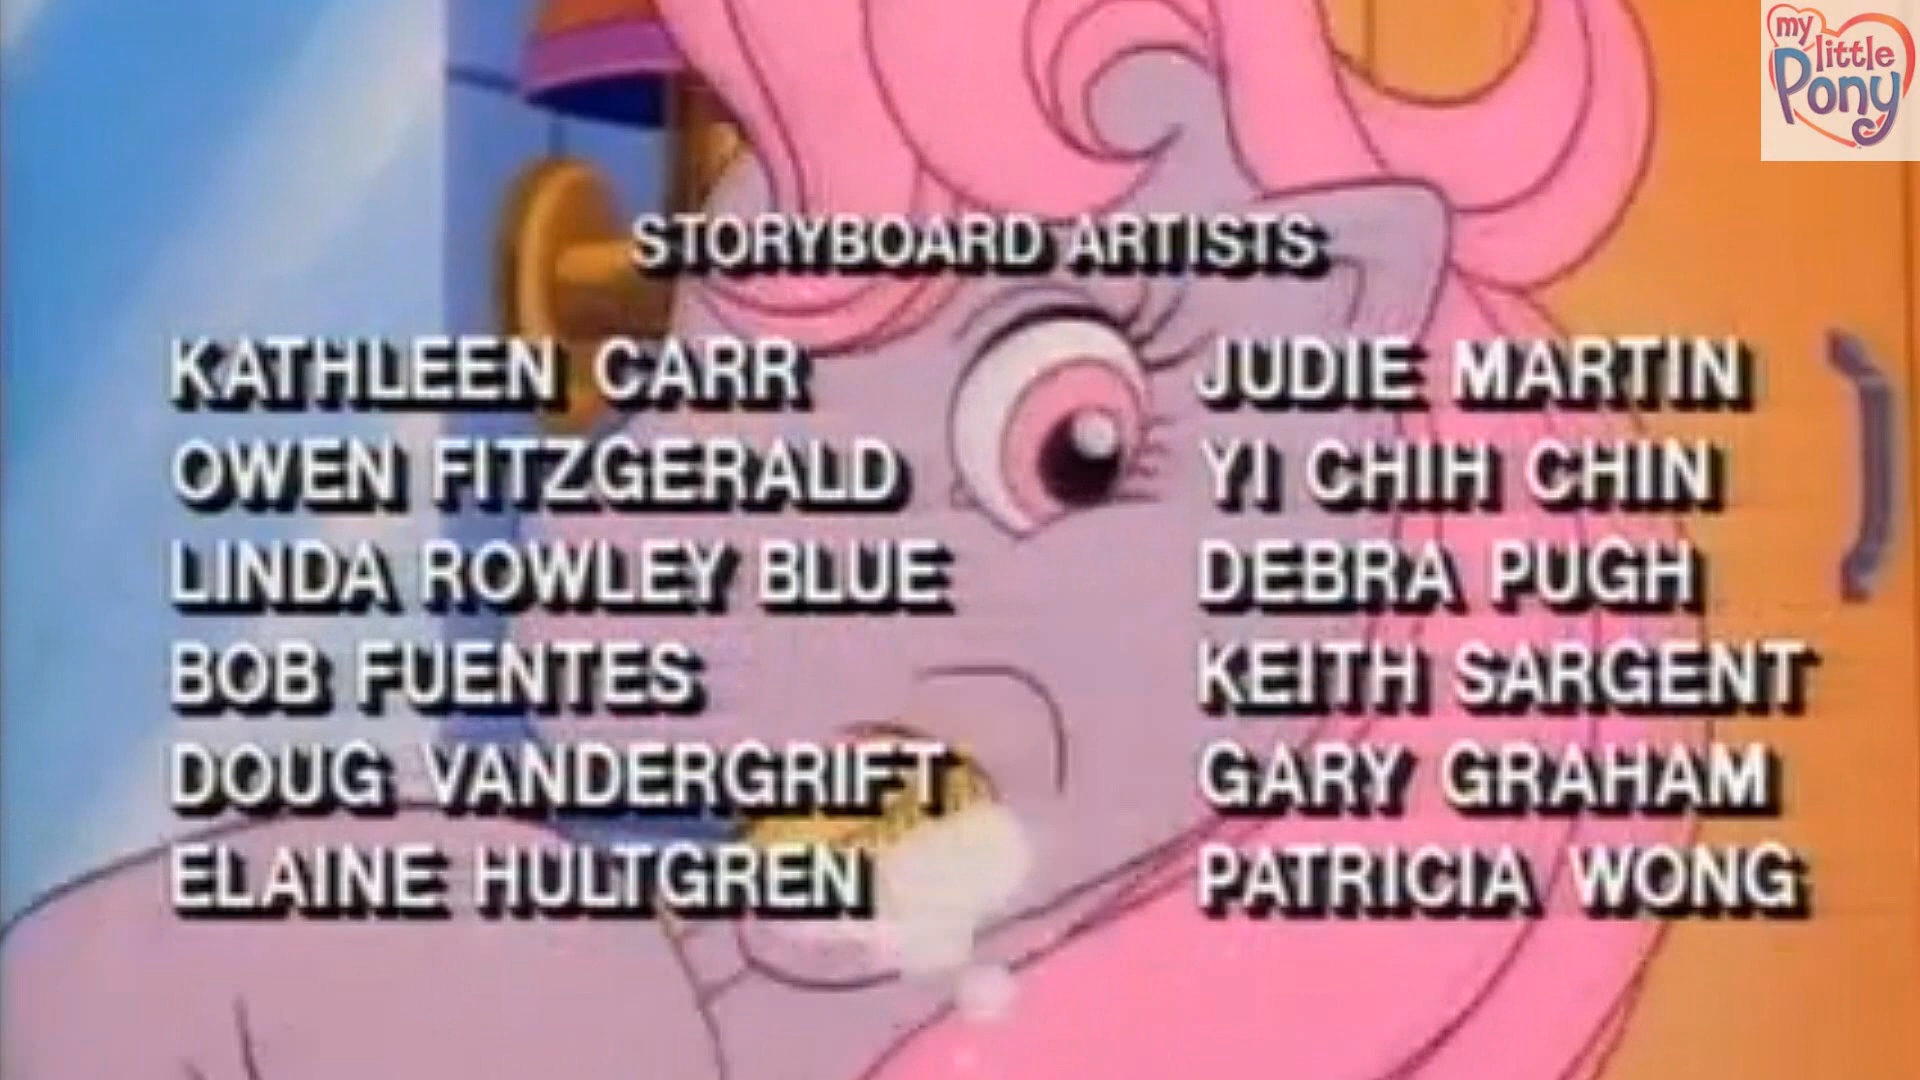 my
little
Pony
STORYBOARD ARTISTS
KATHLEEN CARR
OWEN FITZGERALD
LINDA ROWLEY BLUE
BOB FUENTES
DOUG VANDERGRIFT
ELAINE HULTGREN
JUDIE MARTIN
YI CHIH CHIN
DEBRA PUGH
KEITH SARGENT
GARY GRAHAM
PATRICIA WONG